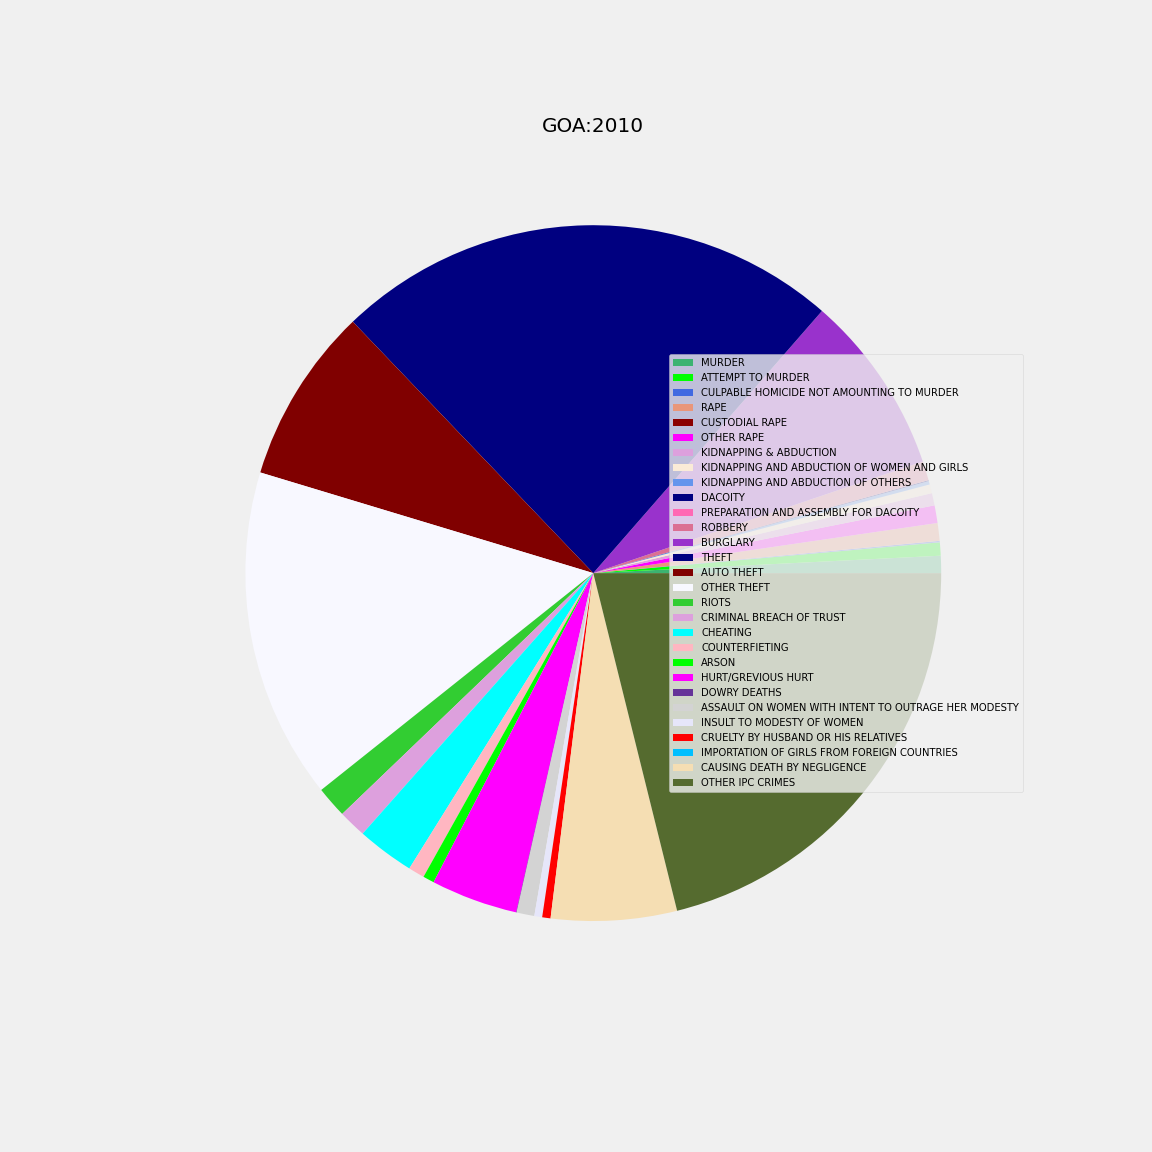 GOA:2010
MURDER
ATTEMPT TO MURDER
CULPABLE HOMICIDE NOT AMOUNTING TO MURDER
RAPE
CUSTODIAL RAPE
OTHER RAPE
KIDNAPPING & ABDUCTION
KIDNAPPING AND ABDUCTION OF WOMEN AND GIRLS
KIDNAPPING AND ABDUCTION OF OTHERS
DACOITY
PREPARATION AND ASSEMBLY FOR DACOITY
ROBBERY
BURGLARY
THEFT
AUTO THEFT
OTHER THEFT
RIOTS
CRIMINAL BREACH OF TRUST
CHEATING
COUNTERFIETING
ARSON
HURT/GREVIOUS HURT
DOWRY DEATHS
ASSAULT ON WOMEN WITH INTENT TO OUTRAGE HER MODESTY
INSULT TO MODESTY OF WOMEN
CRUELTY BY HUSBAND OR HIS RELATIVES
IMPORTATION OF GIRLS FROM FOREIGN COUNTRIES
CAUSING DEATH BY NEGLIGENCE
OTHER IPC CRIMES